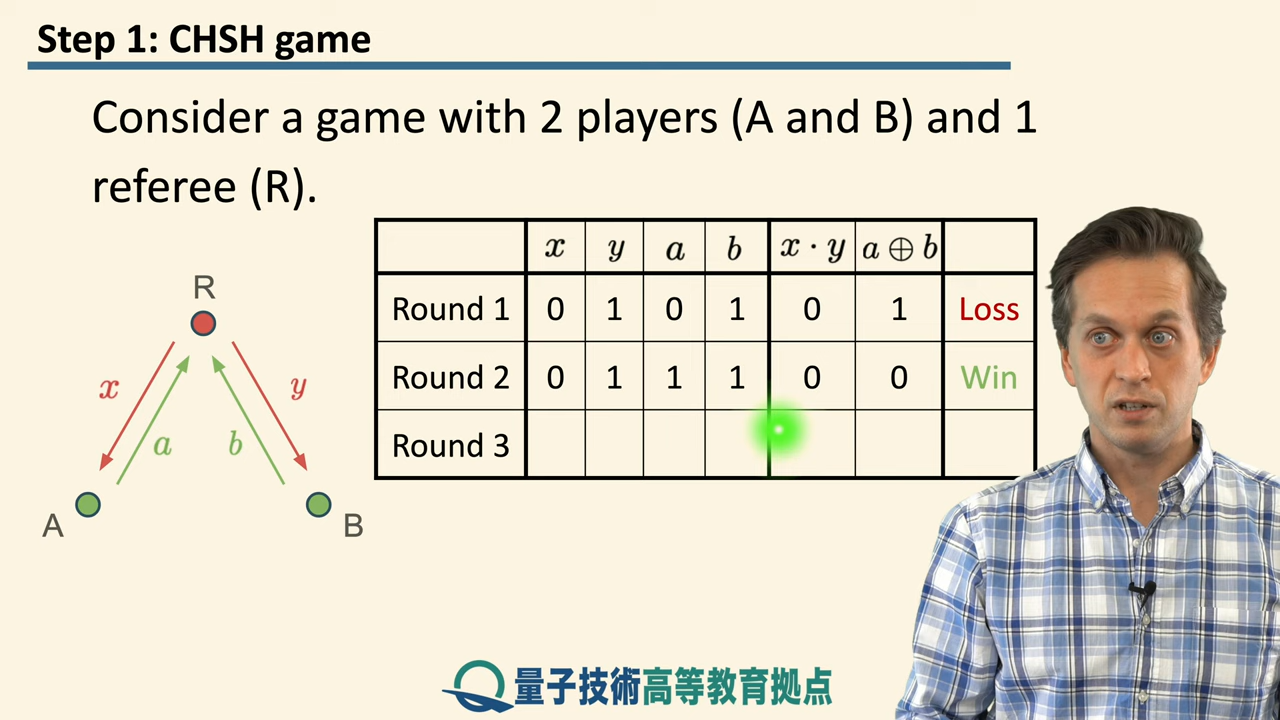 Step 1: CHSH game
Consider a game with 2 players (A and B) and 1
referee (R).
x y a b x · y a ⊕ b
Round 1 0 1 0 1 0 1 Loss
Round 2 0 1 1 1 0 0 Win
Round 3
R
x y
a b
A B
量子技術高等教育拠点